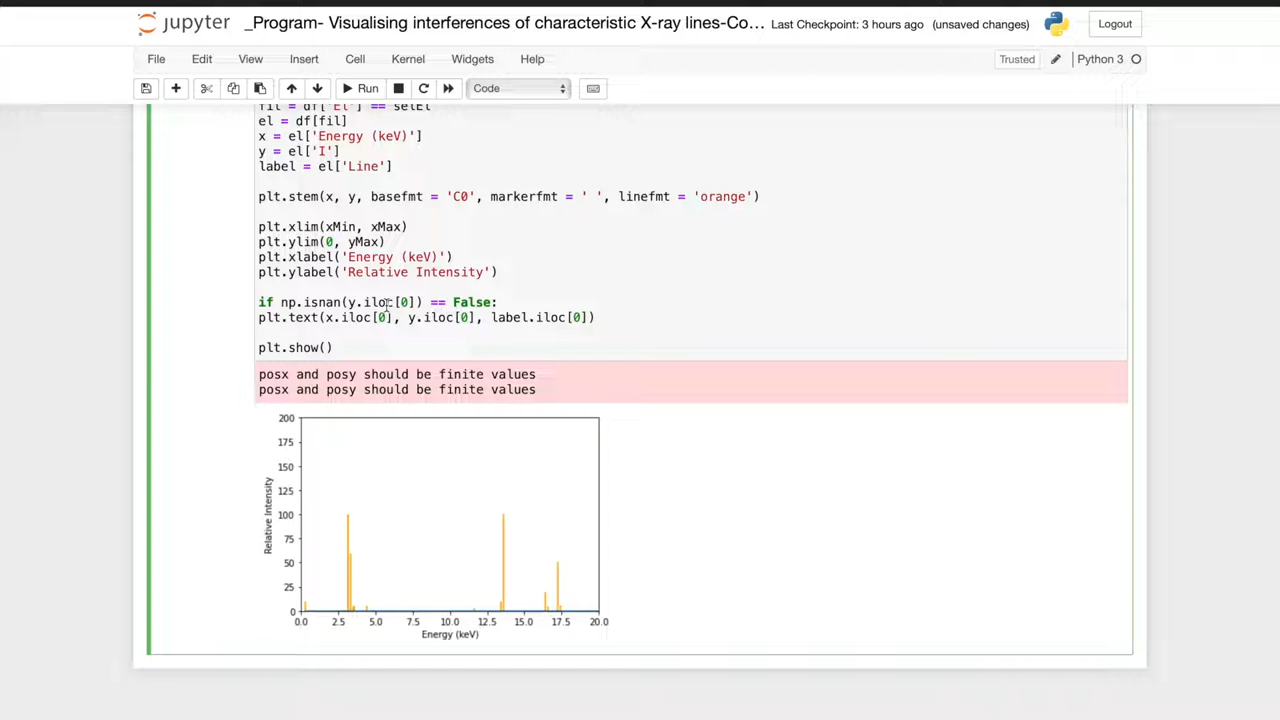 jupyter _Program- Visualising interferences of characteristic X-ray lines-Co... Last Checkpoint: 3 hours ago (unsaved changes) Logout
File Edit View Insert Cell Kernel Widgets Help Trusted Python 3
Run Code
fil = df['El'] == selEl
el = df[fil]
x = el['Energy (keV)']
y = el['I']
label = el['Line']
plt.stem(x, y, basefmt = 'C0', markerfmt = ' ', linefmt = 'orange')
plt.xlim(xMin, xMax)
plt.ylim(0, yMax)
plt.xlabel('Energy (keV)')
plt.ylabel('Relative Intensity')
if np.isnan(y.iloc[0]) == False:
plt.text(x.iloc[0], y.iloc[0], label.iloc[0])
plt.show()
posx and posy should be finite values
posx and posy should be finite values
200
175
150
125
100
75
50
25
0
Relative Intensity
0.0 2.5 5.0 7.5 10.0 12.5 15.0 17.5 20.0
Energy (keV)